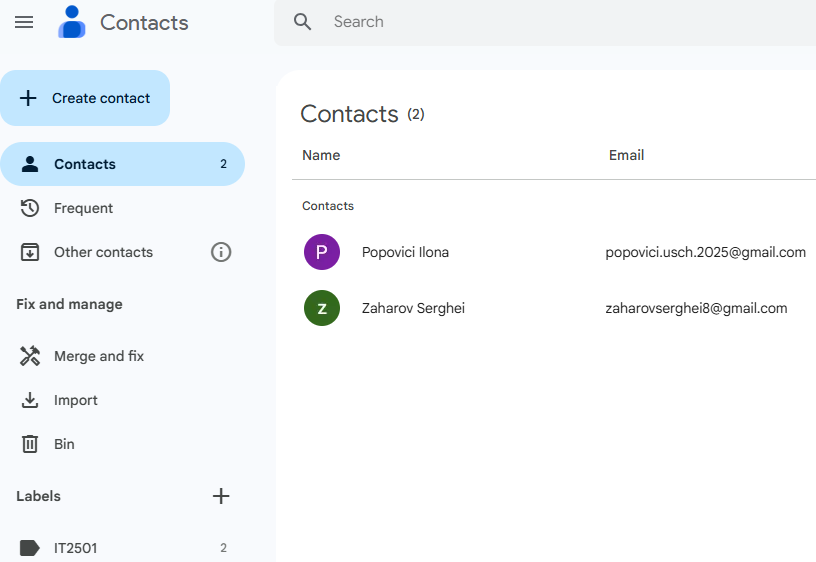 Contacts
Search
Create contact
Contacts 2
Frequent
Other contacts
Fix and manage
Merge and fix
Import
Bin
Labels
IT2501 2
Contacts (2)
Name Email
Contacts
P Popovici Ilona popovici.usch.2025@gmail.com
Z Zaharov Serghei zaharovserghei8@gmail.com